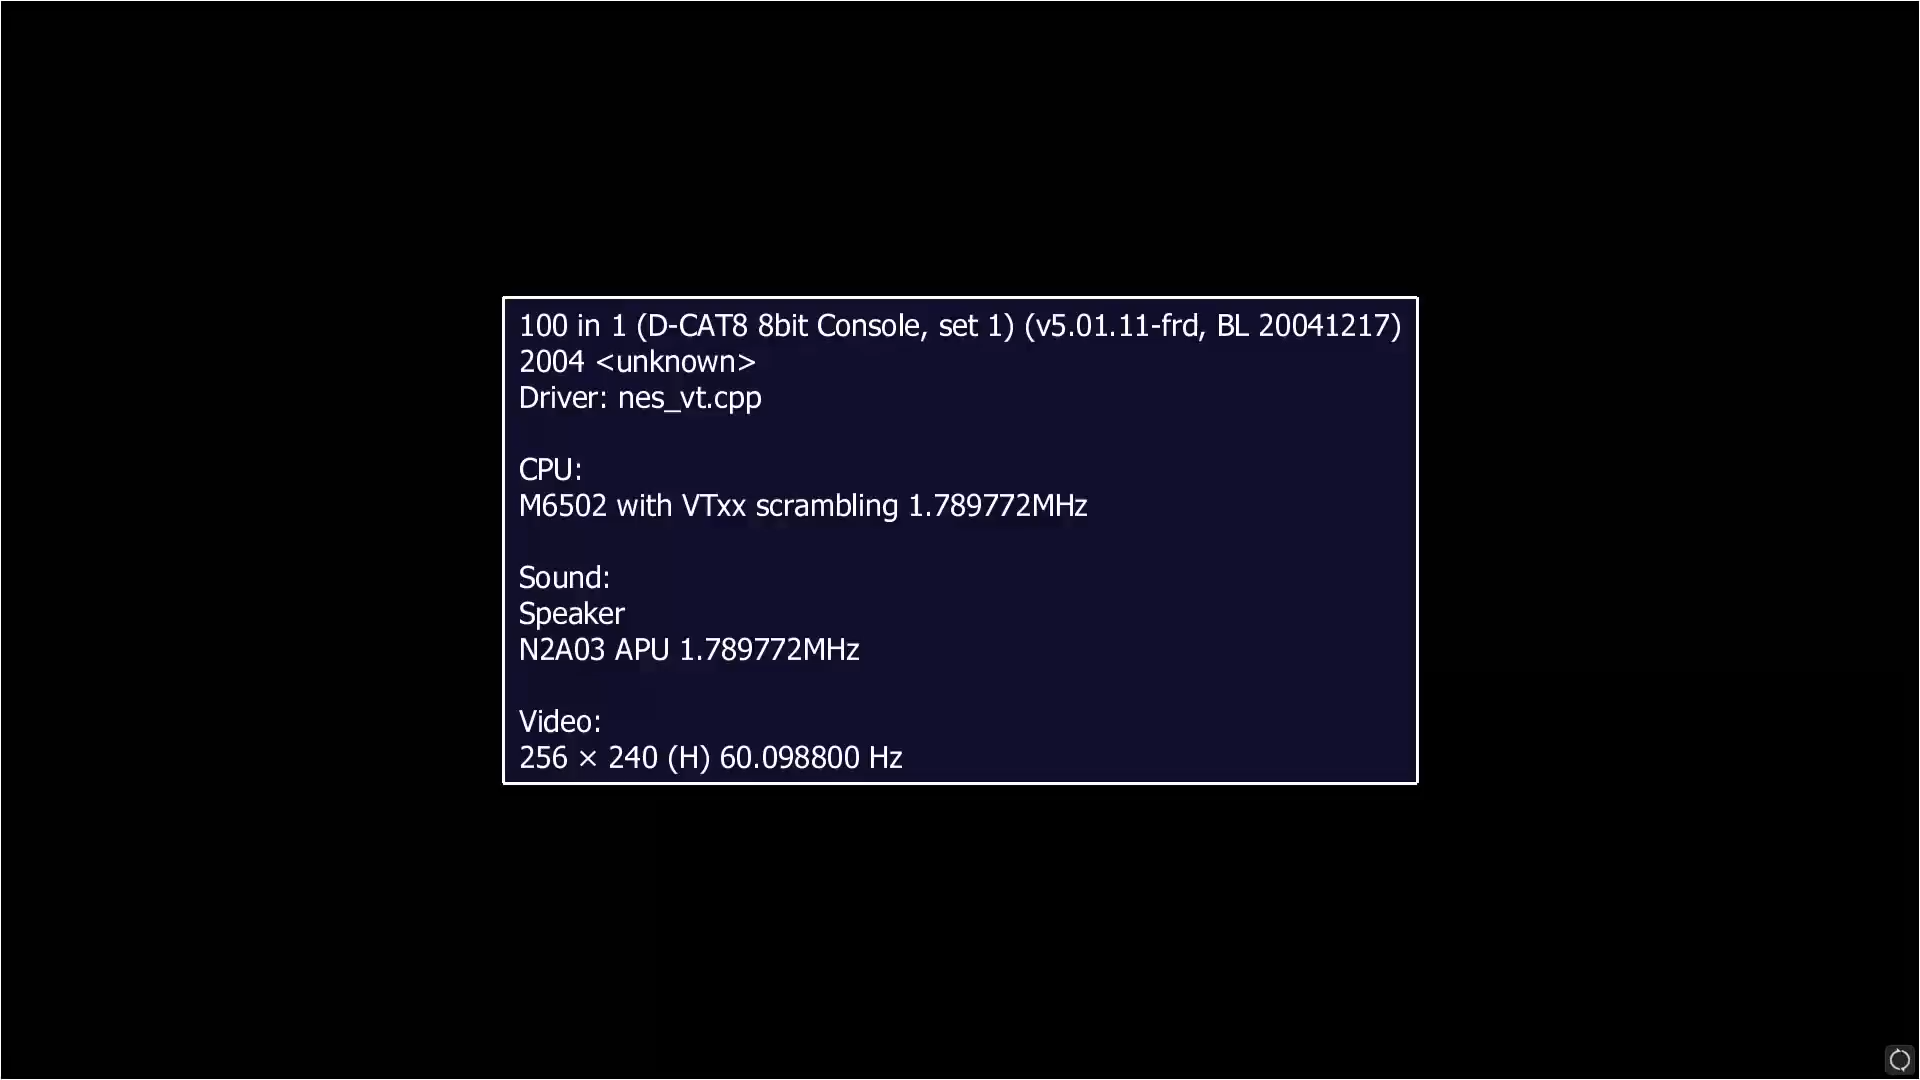 100 in 1 (D-CAT8 8bit Console, set 1) (v5.01.11-frd, BL 20041217)
2004 <unknown>
Driver: nes_vt.cpp
CPU:
M6502 with VTxx scrambling 1.789772MHz
Sound:
Speaker
N2A03 APU 1.789772MHz
Video:
256 × 240 (H) 60.098800 Hz